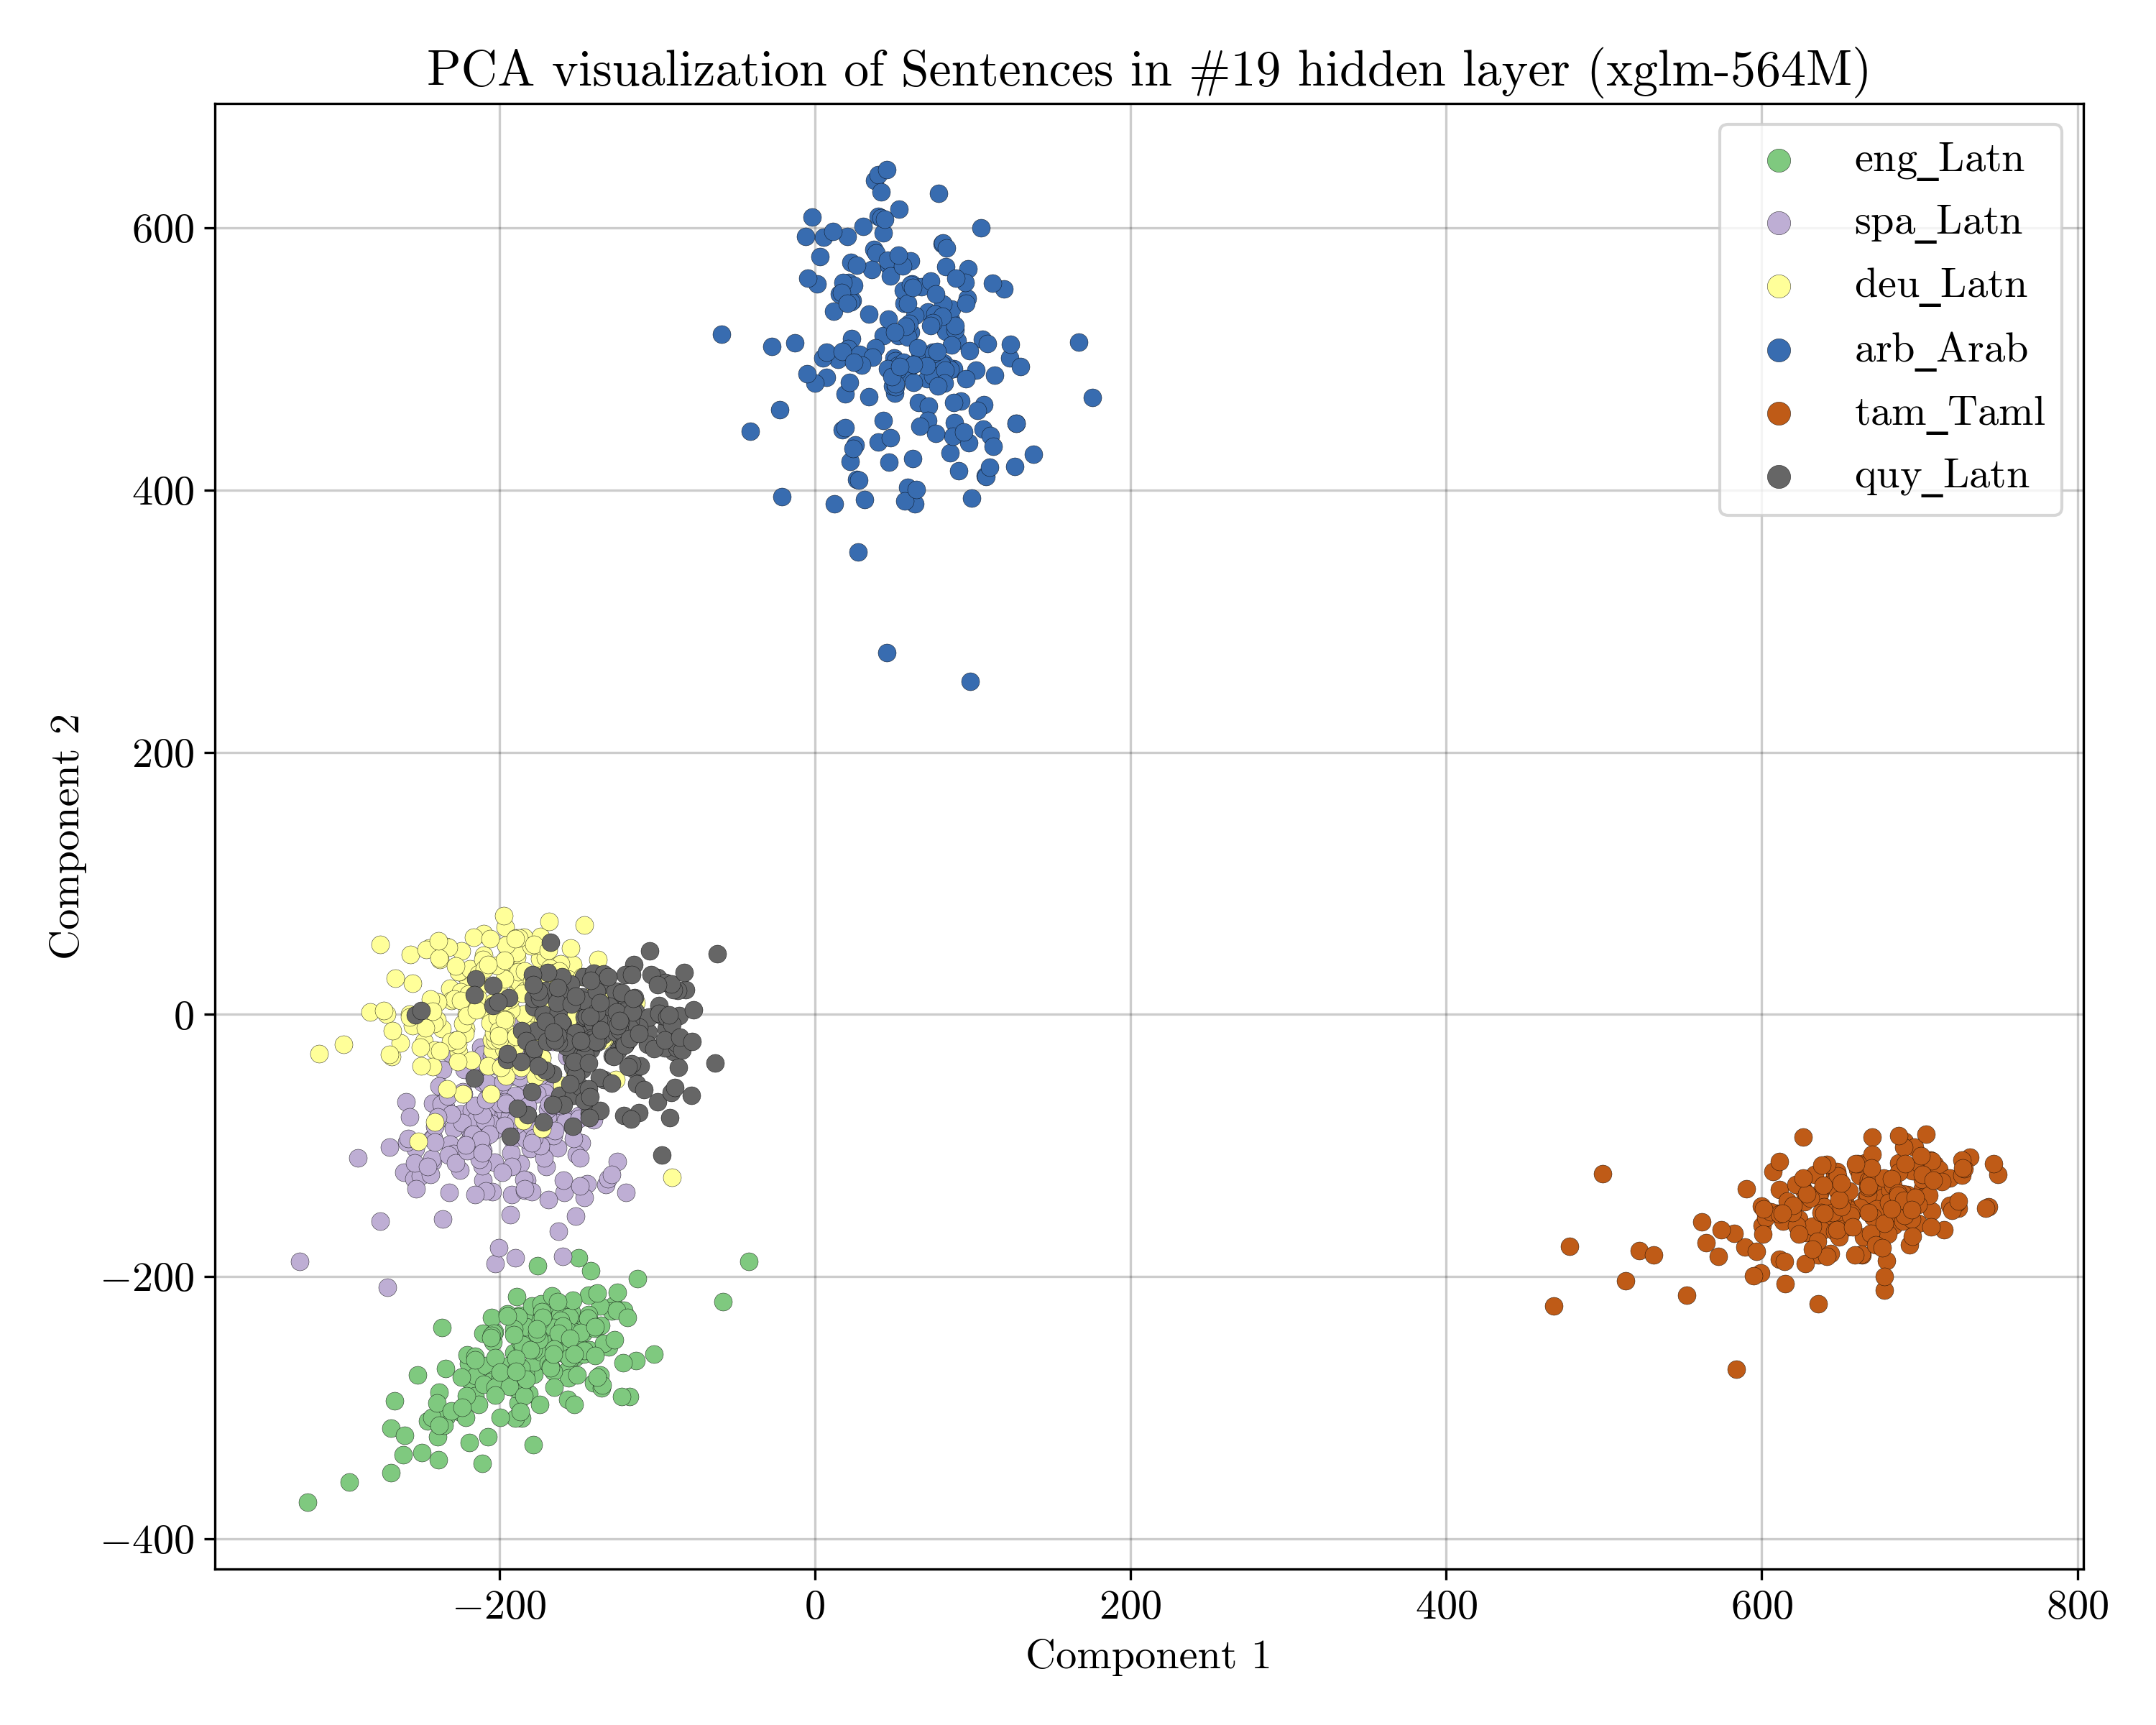 PCA visualization of Sentences in #19 hidden layer (xglm-564M)
eng_Latn
spa_Latn
deu_Latn
arb_Arab
tam_Taml
quy_Latn
Component 2
600
400
200
0
−200
−400
−200
0
200
400
600
800
Component 1